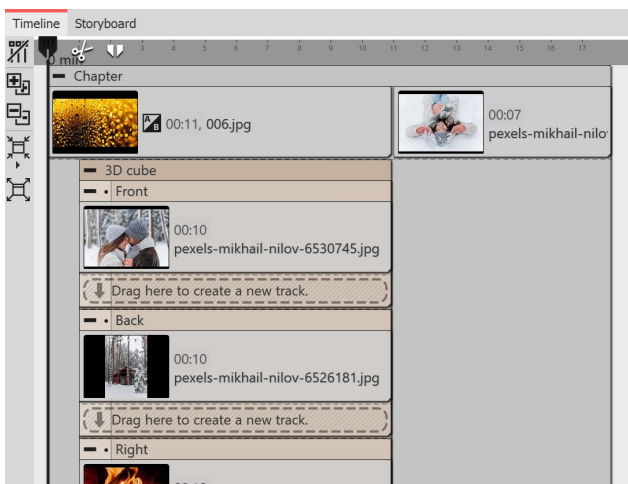 Timeline Storyboard
0 min 3 4 5 6 7 8 9 10 11 12 13 14 15 16 17
Chapter
A B 00:11, 006.jpg
00:07
pexels-mikhail-nilo
3D cube
• Front
00:10
pexels-mikhail-nilov-6530745.jpg
Drag here to create a new track.
• Back
00:10
pexels-mikhail-nilov-6526181.jpg
Drag here to create a new track.
• Right